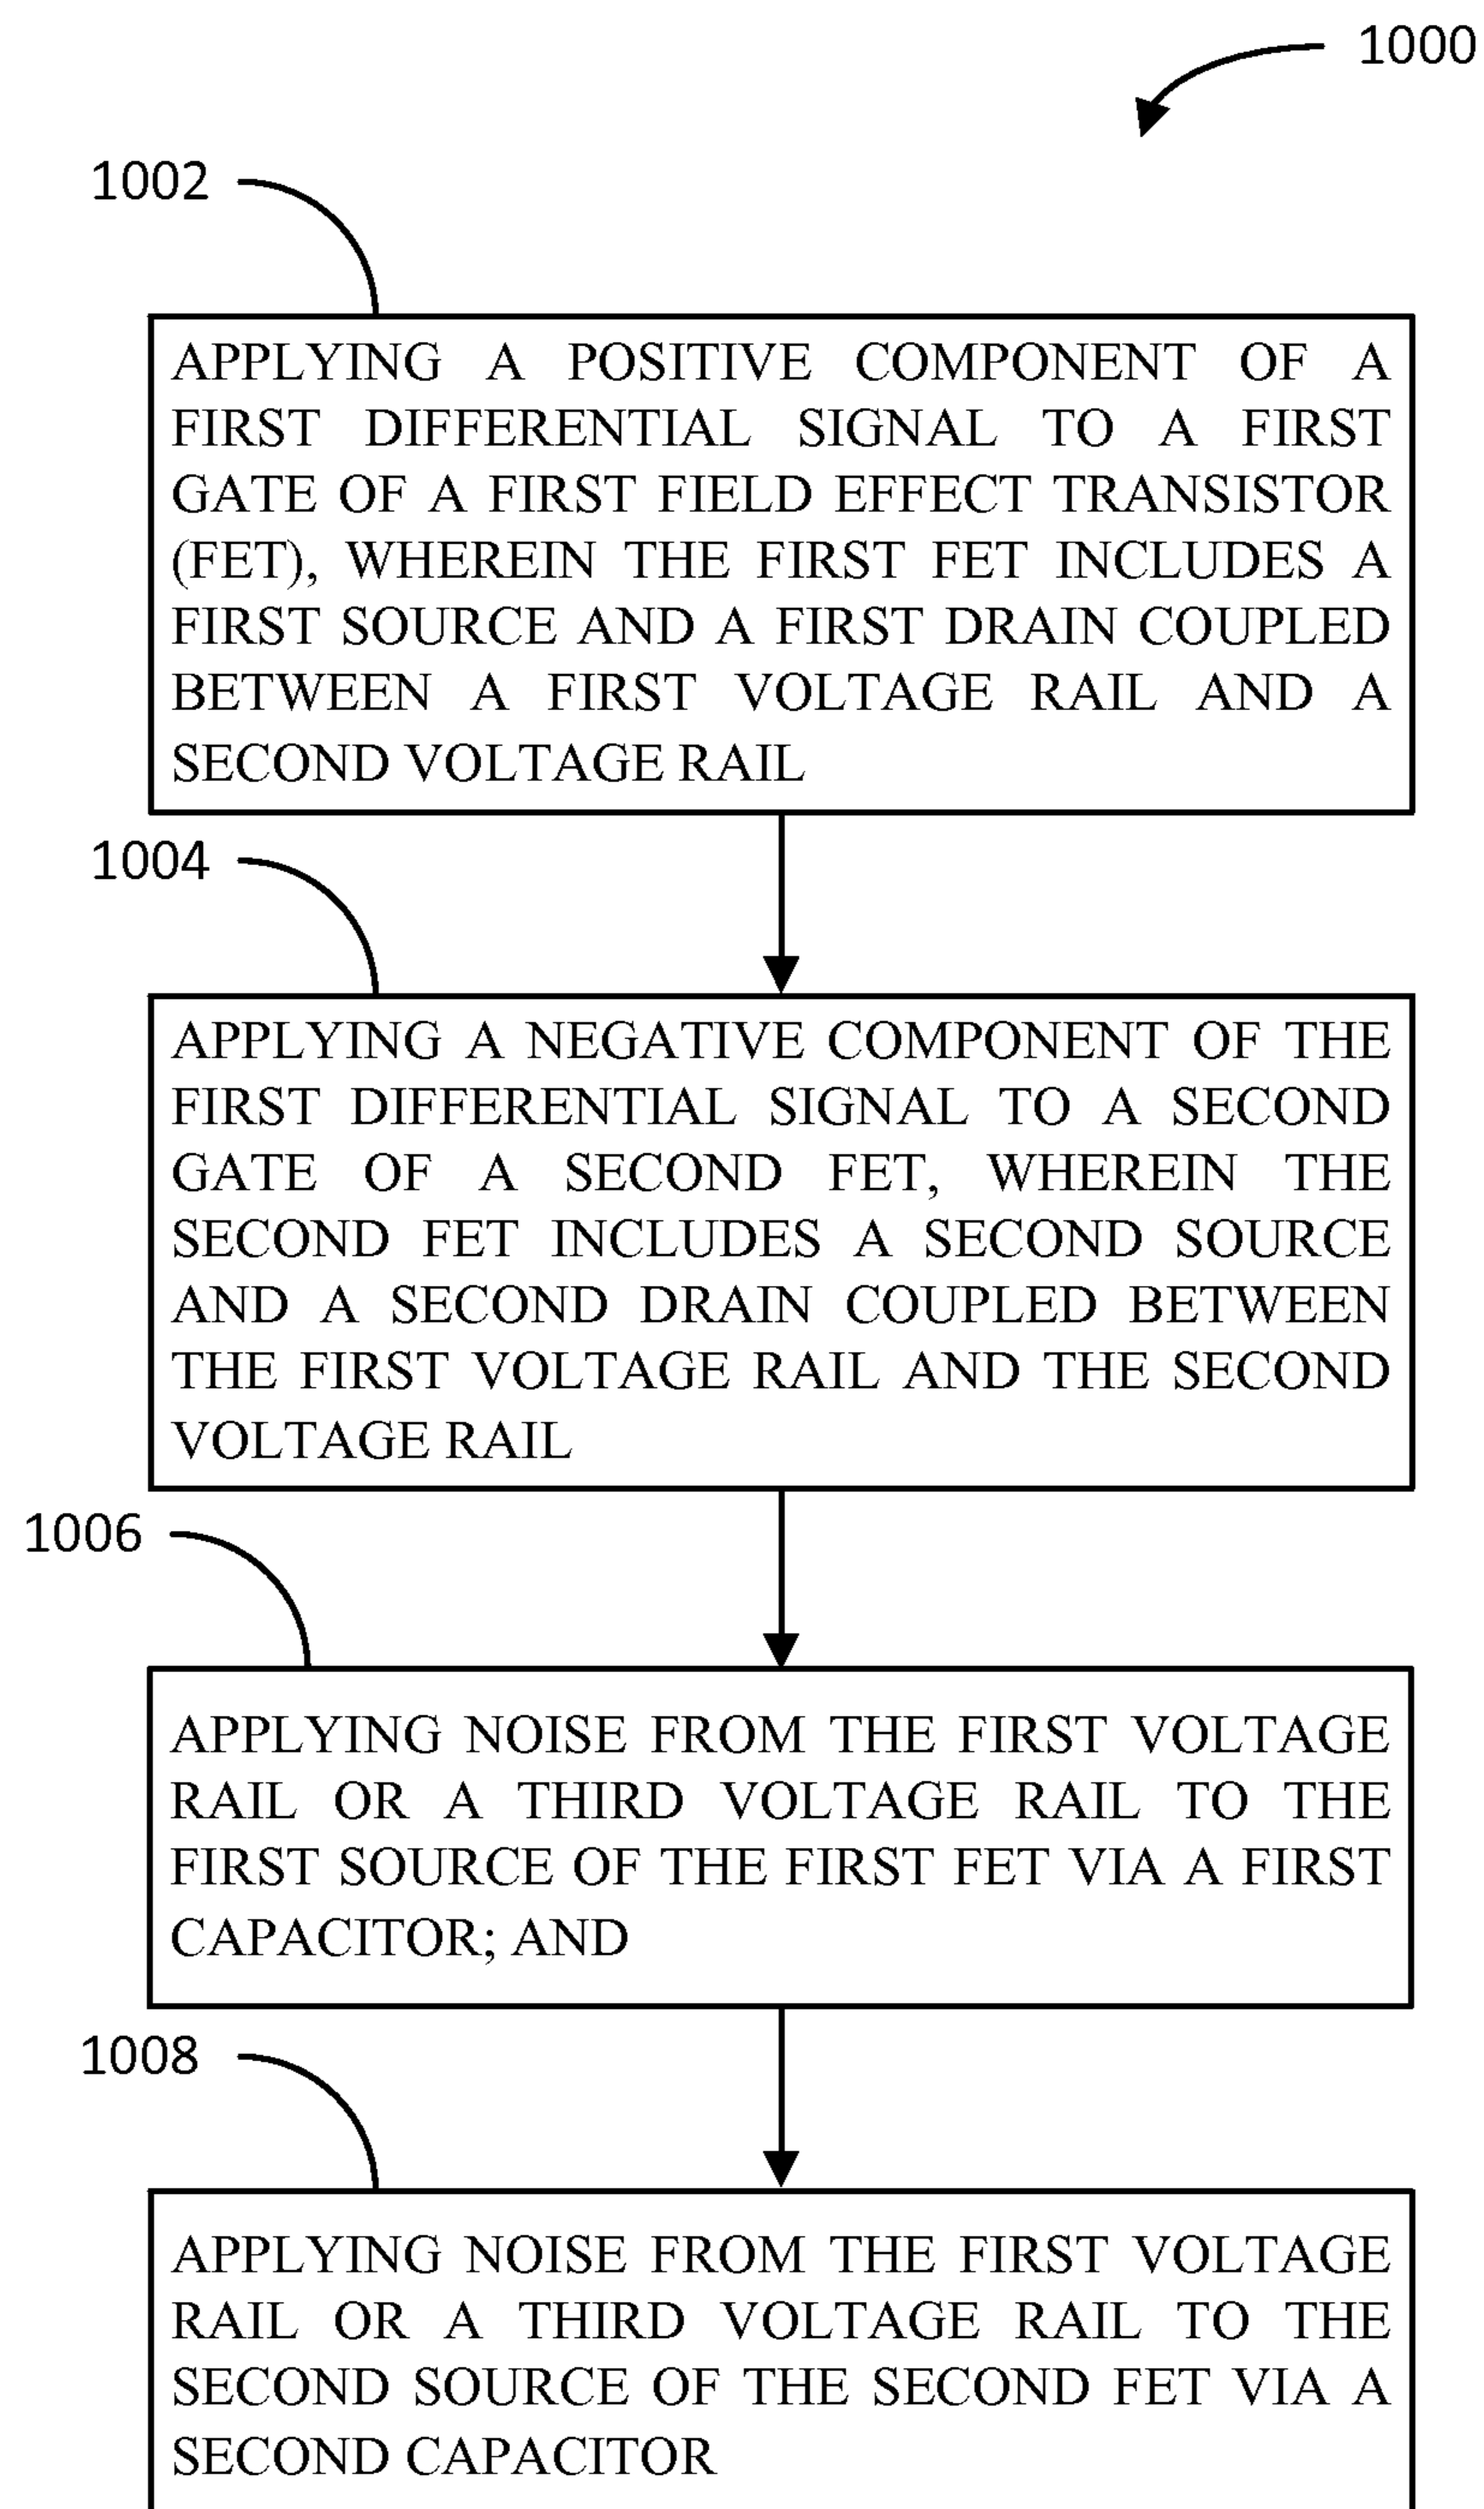 1000
1002
APPLYING A POSITIVE COMPONENT OF A
FIRST DIFFERENTIAL SIGNAL TO A FIRST
GATE OF A FIRST FIELD EFFECT TRANSISTOR
(FET), WHEREIN THE FIRST FET INCLUDES A
FIRST SOURCE AND A FIRST DRAIN COUPLED
BETWEEN A FIRST VOLTAGE RAIL AND A
SECOND VOLTAGE RAIL
1004
APPLYING A NEGATIVE COMPONENT OF THE
FIRST DIFFERENTIAL SIGNAL TO A SECOND
GATE OF A SECOND FET, WHEREIN THE
SECOND FET INCLUDES A SECOND SOURCE
AND A SECOND DRAIN COUPLED BETWEEN
THE FIRST VOLTAGE RAIL AND THE SECOND
VOLTAGE RAIL
1006
APPLYING NOISE FROM THE FIRST VOLTAGE
RAIL OR A THIRD VOLTAGE RAIL TO THE
FIRST SOURCE OF THE FIRST FET VIA A FIRST
CAPACITOR; AND
1008
APPLYING NOISE FROM THE FIRST VOLTAGE
RAIL OR A THIRD VOLTAGE RAIL TO THE
SECOND SOURCE OF THE SECOND FET VIA A
SECOND CAPACITOR